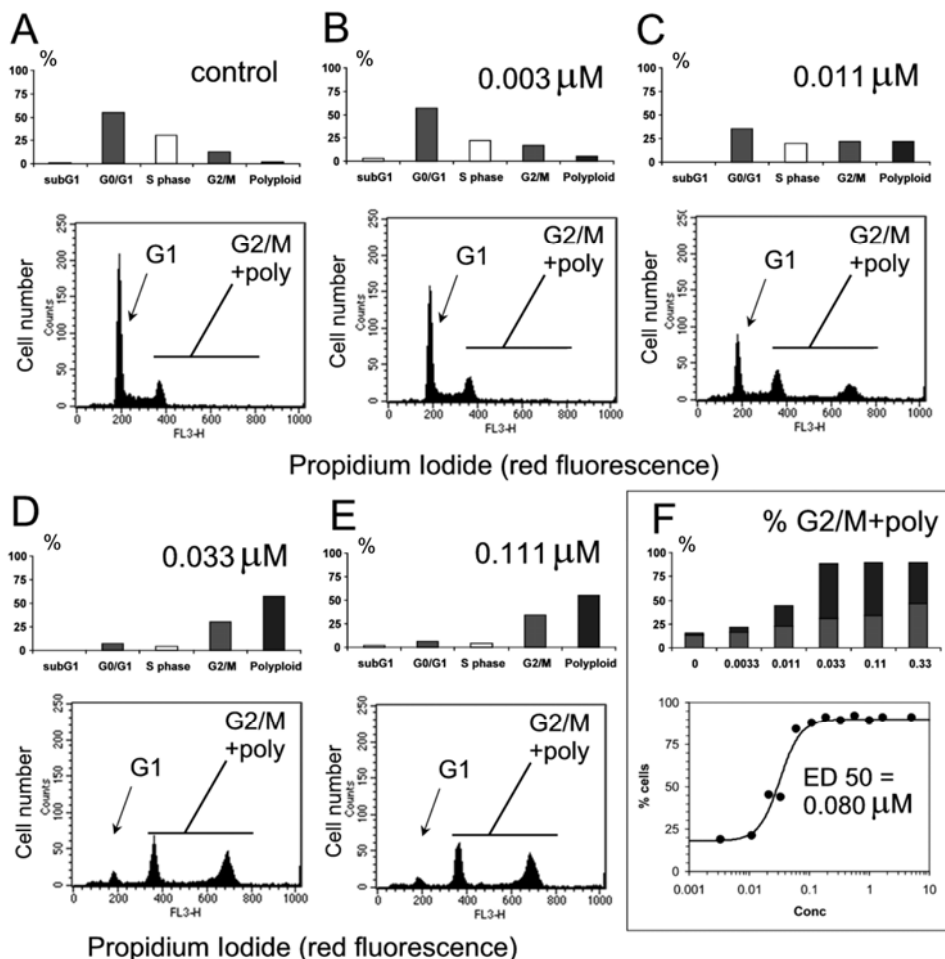 A
%
control
100
75
50
25
0
subG1 G0/G1 S phase G2/M Polyploid
250
200
150
100
50
0
Cell number
Counts
G1
G2/M
+poly
0 200 400 600 800 1000
FL3-H
B
%
0.003 µM
100
75
50
25
0
subG1 G0/G1 S phase G2/M Polyploid
250
200
150
100
50
0
Cell number
Counts
G1
G2/M
+poly
0 200 400 600 800 1000
FL3-H
C
%
0.011 µM
100
75
50
25
0
subG1 G0/G1 S phase G2/M Polyploid
250
200
150
100
50
0
Cell number
Counts
G1
G2/M
+poly
0 200 400 600 800 1000
FL3-H
Propidium Iodide (red fluorescence)
D
%
0.033 µM
100
75
50
25
0
subG1 G0/G1 S phase G2/M Polyploid
250
200
150
100
50
0
Cell number
Counts
G1
G2/M
+poly
0 200 400 600 800 1000
FL3-H
E
%
0.111 µM
100
75
50
25
0
subG1 G0/G1 S phase G2/M Polyploid
250
200
150
100
50
0
Cell number
Counts
G1
G2/M
+poly
0 200 400 600 800 1000
FL3-H
Propidium Iodide (red fluorescence)
F
% G2/M+poly
%
100
75
50
25
0
0 0.0033 0.011 0.033 0.11 0.33
100
75
50
25
0
% cells
ED 50 =
0.080 µM
0.001 0.01 0.1 1 10
Conc